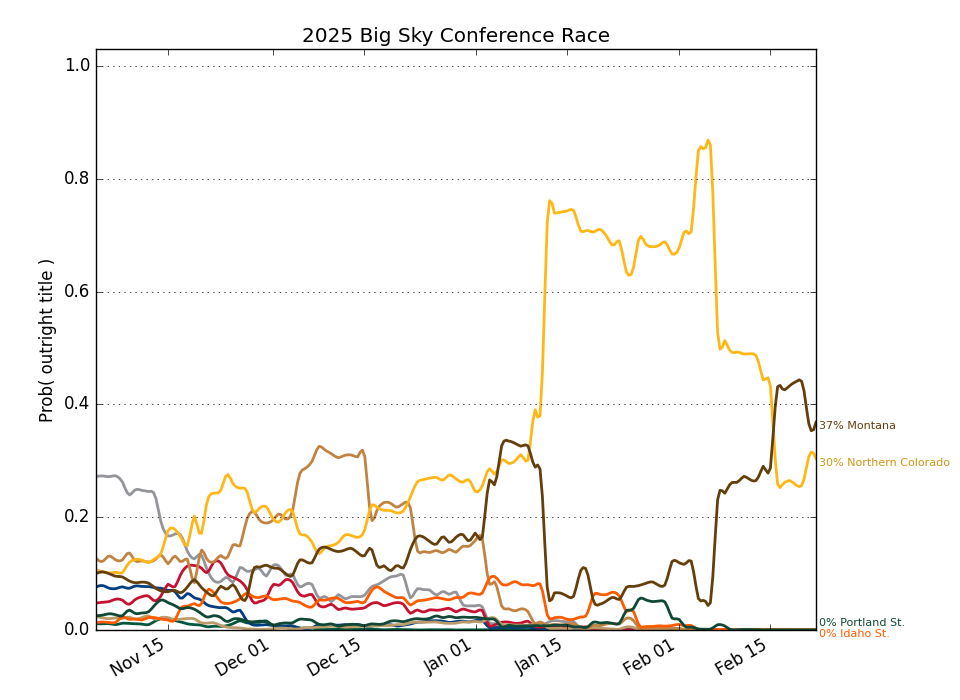 2025 Big Sky Conference Race
Prob( outright title )
1.0
0.8
0.6
0.4
0.2
0.0
Nov 15
Dec 01
Dec 15
Jan 01
Jan 15
Feb 01
Feb 15
37% Montana
30% Northern Colorado
0% Portland St.
0% Idaho St.